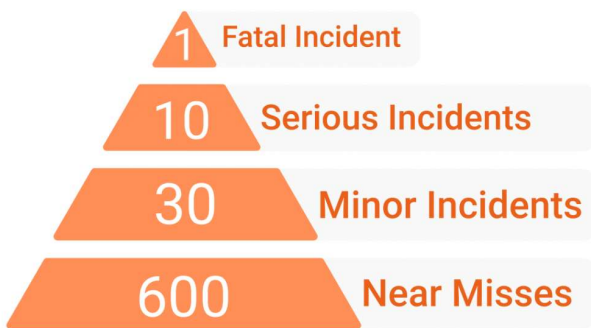 1 Fatal Incident
10 Serious Incidents
30 Minor Incidents
600 Near Misses